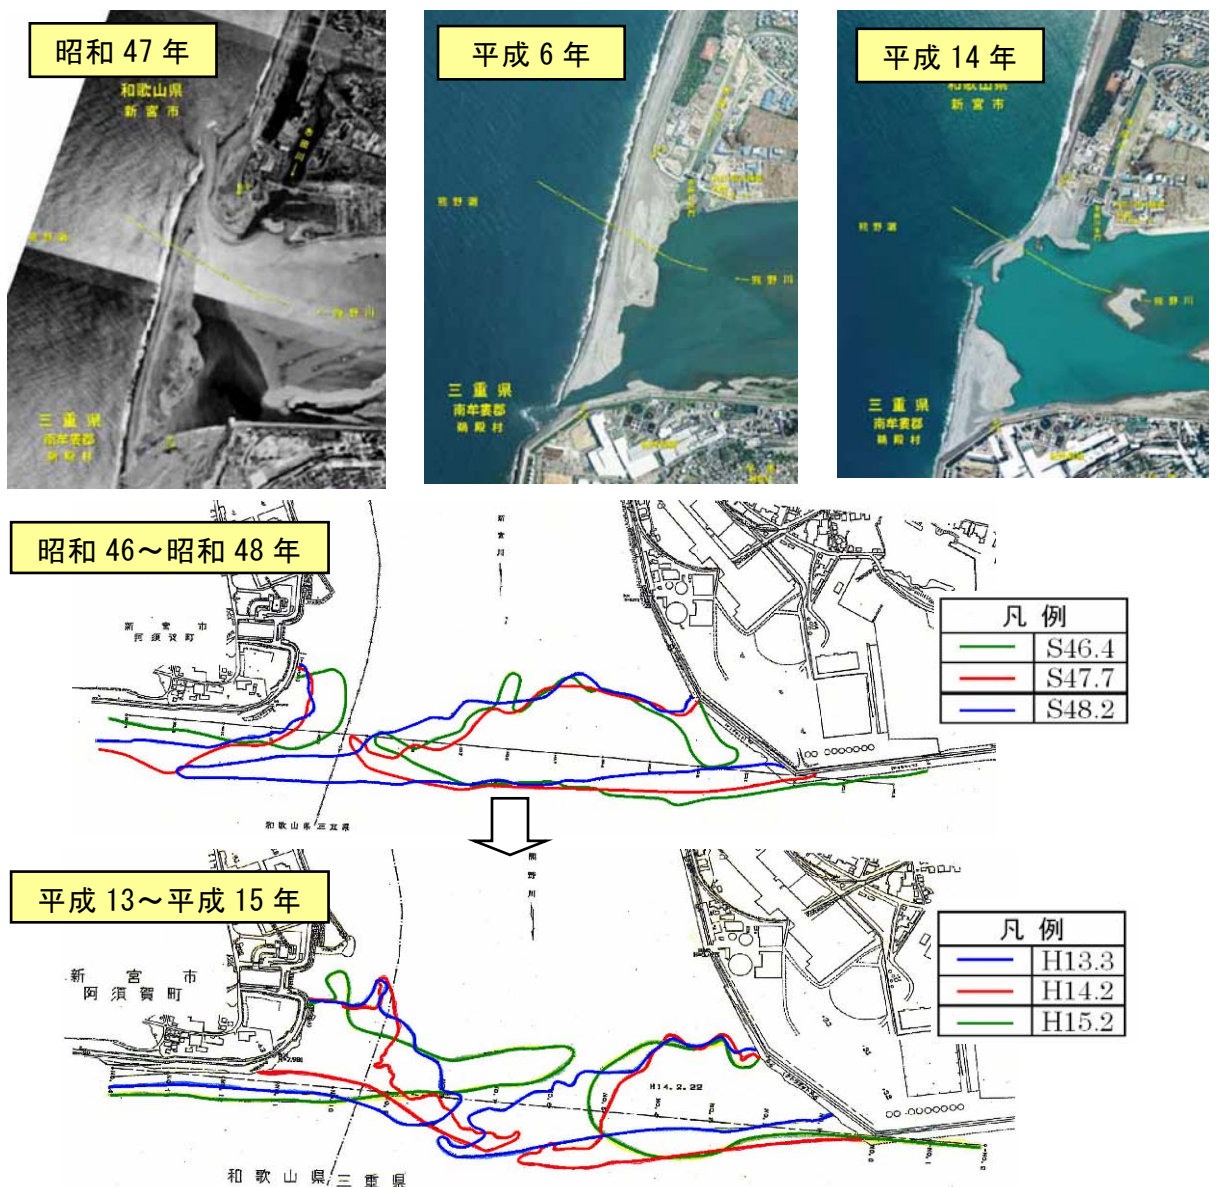 昭和 47 年
和歌山県
新宮市
熊野灘
熊野川
三重県
南牟婁郡
鵜殿村
平成 6 年
熊野灘
熊野川
三重県
南牟婁郡
鵜殿村
平成 14 年
和歌山県
新宮市
熊野灘
熊野川
三重県
南牟婁郡
鵜殿村
昭和 46～昭和 48 年
新宮川
新宮市
阿須賀町
和歌山県 三重県
凡 例
S46.4
S47.7
S48.2
平成 13～平成 15 年
熊野川
新宮市
阿須賀町
H14.2.22
和歌山県 三重県
凡 例
H13.3
H14.2
H15.2